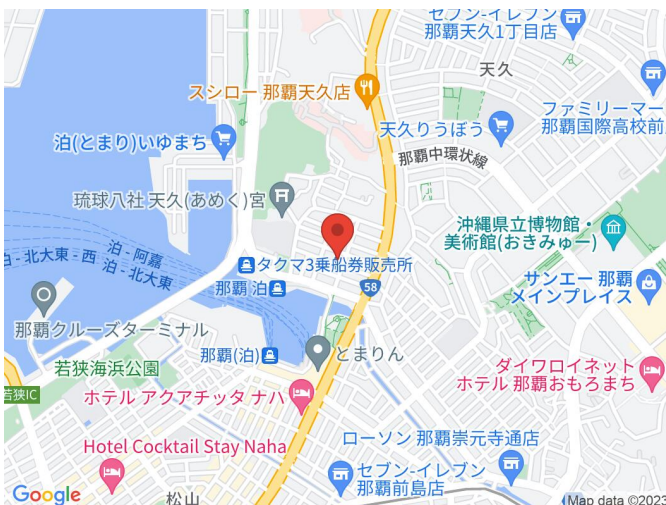 セブン-イレブン
那覇天久1丁目店
天久
スシロー 那覇天久店
ファミリーマー
那覇国際高校前
天久りうぼう
泊(とまり)いゆまち
那覇中環状線
琉球八社 天久(あめく)宮
沖縄県立博物館・
美術館(おきみゅー)
泊 - 阿嘉
泊 - 北大東
泊 - 北大東 - 西
タクマ3乗船券販売所
58
那覇 泊
サンエー 那覇
メインプレイス
那覇クルーズターミナル
那覇(泊)
とまりん
若狭海浜公園
ダイワロイネット
ホテル 那覇おもろまち
若狭IC
ホテル アクアチッタ ナハ
ローソン 那覇崇元寺通店
Hotel Cocktail Stay Naha
セブン-イレブン
那覇前島店
松山
Google
Map data ©2023